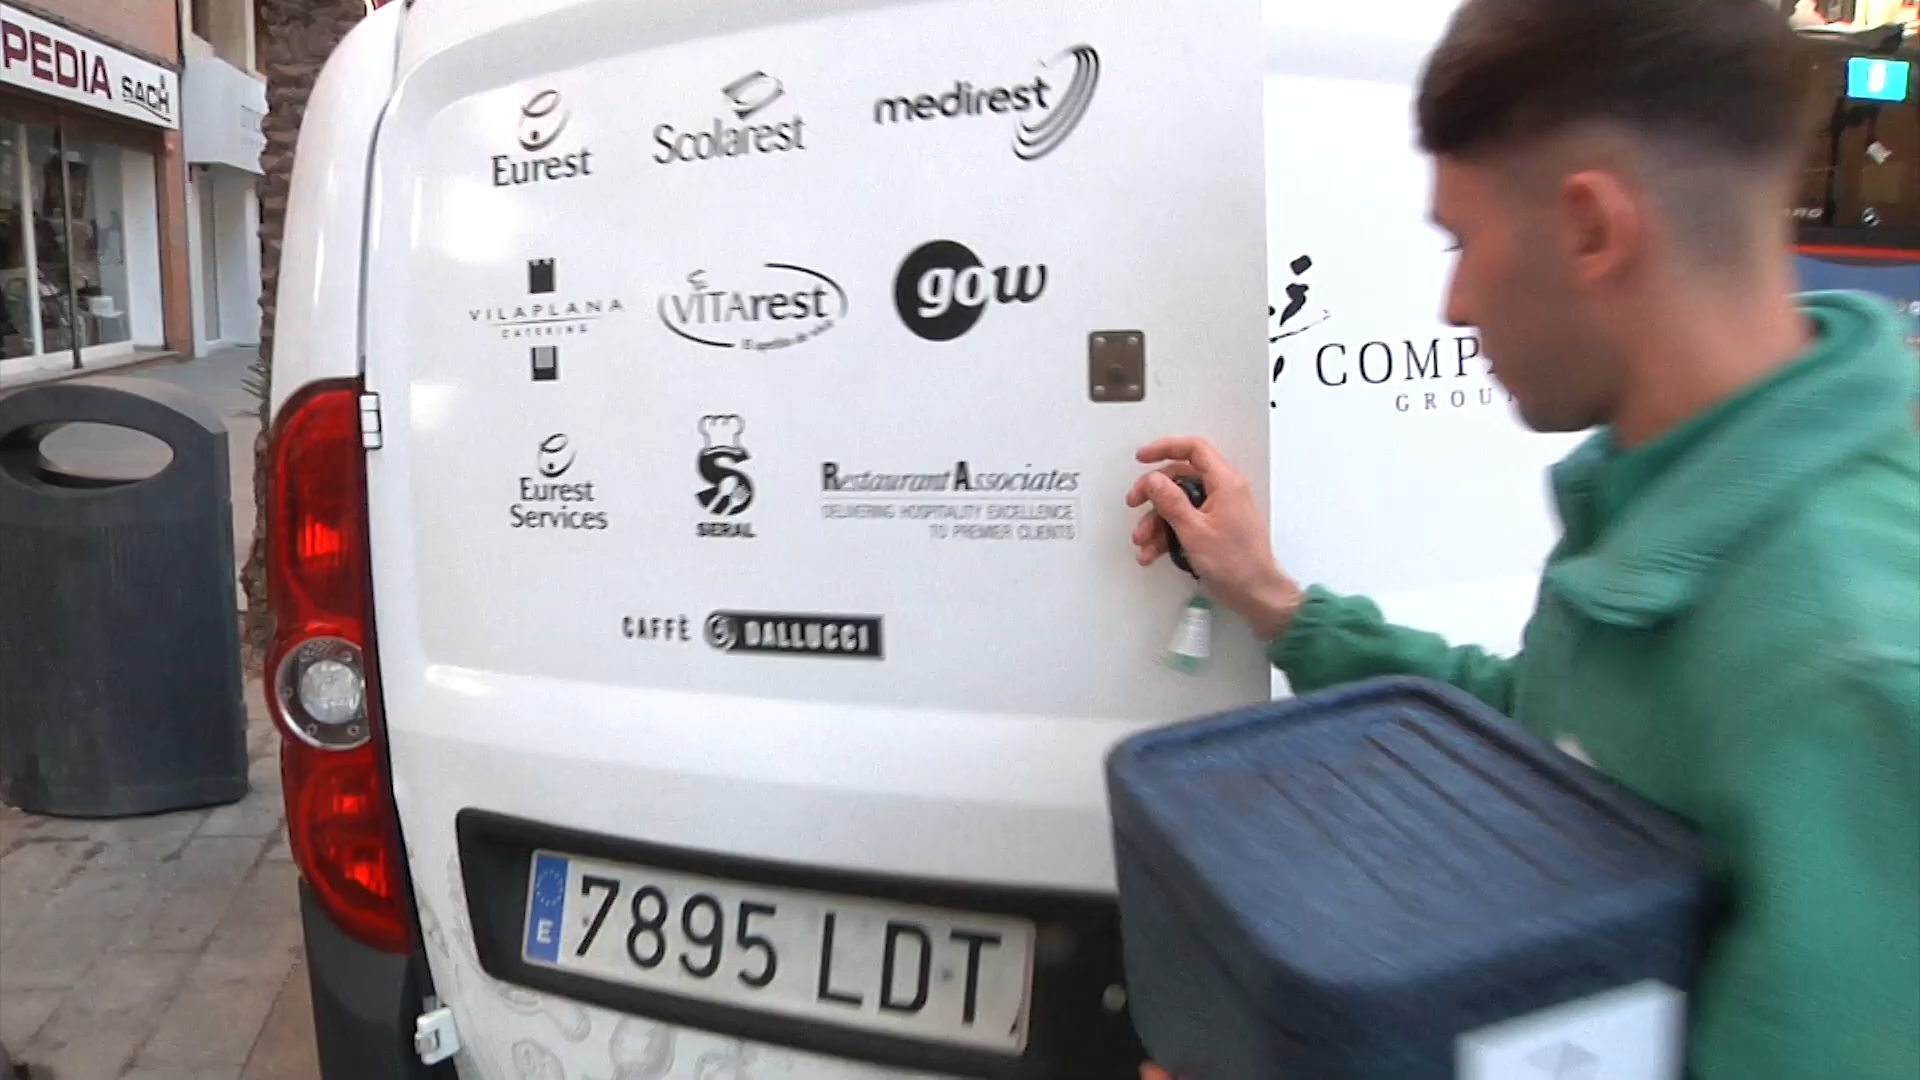 PEDIA SACH
Eurest
Scolarest
medirest
VILAPLANA
CATERING
VITArest
gow
COMP
GROU
Eurest
Services
SERAL
Restaurant Associates
DELIVERING HOSPITALITY EXCELLENCE
TO PREMIER CLIENTS
CAFFÈ DALLUCCI
E
7895 LDT